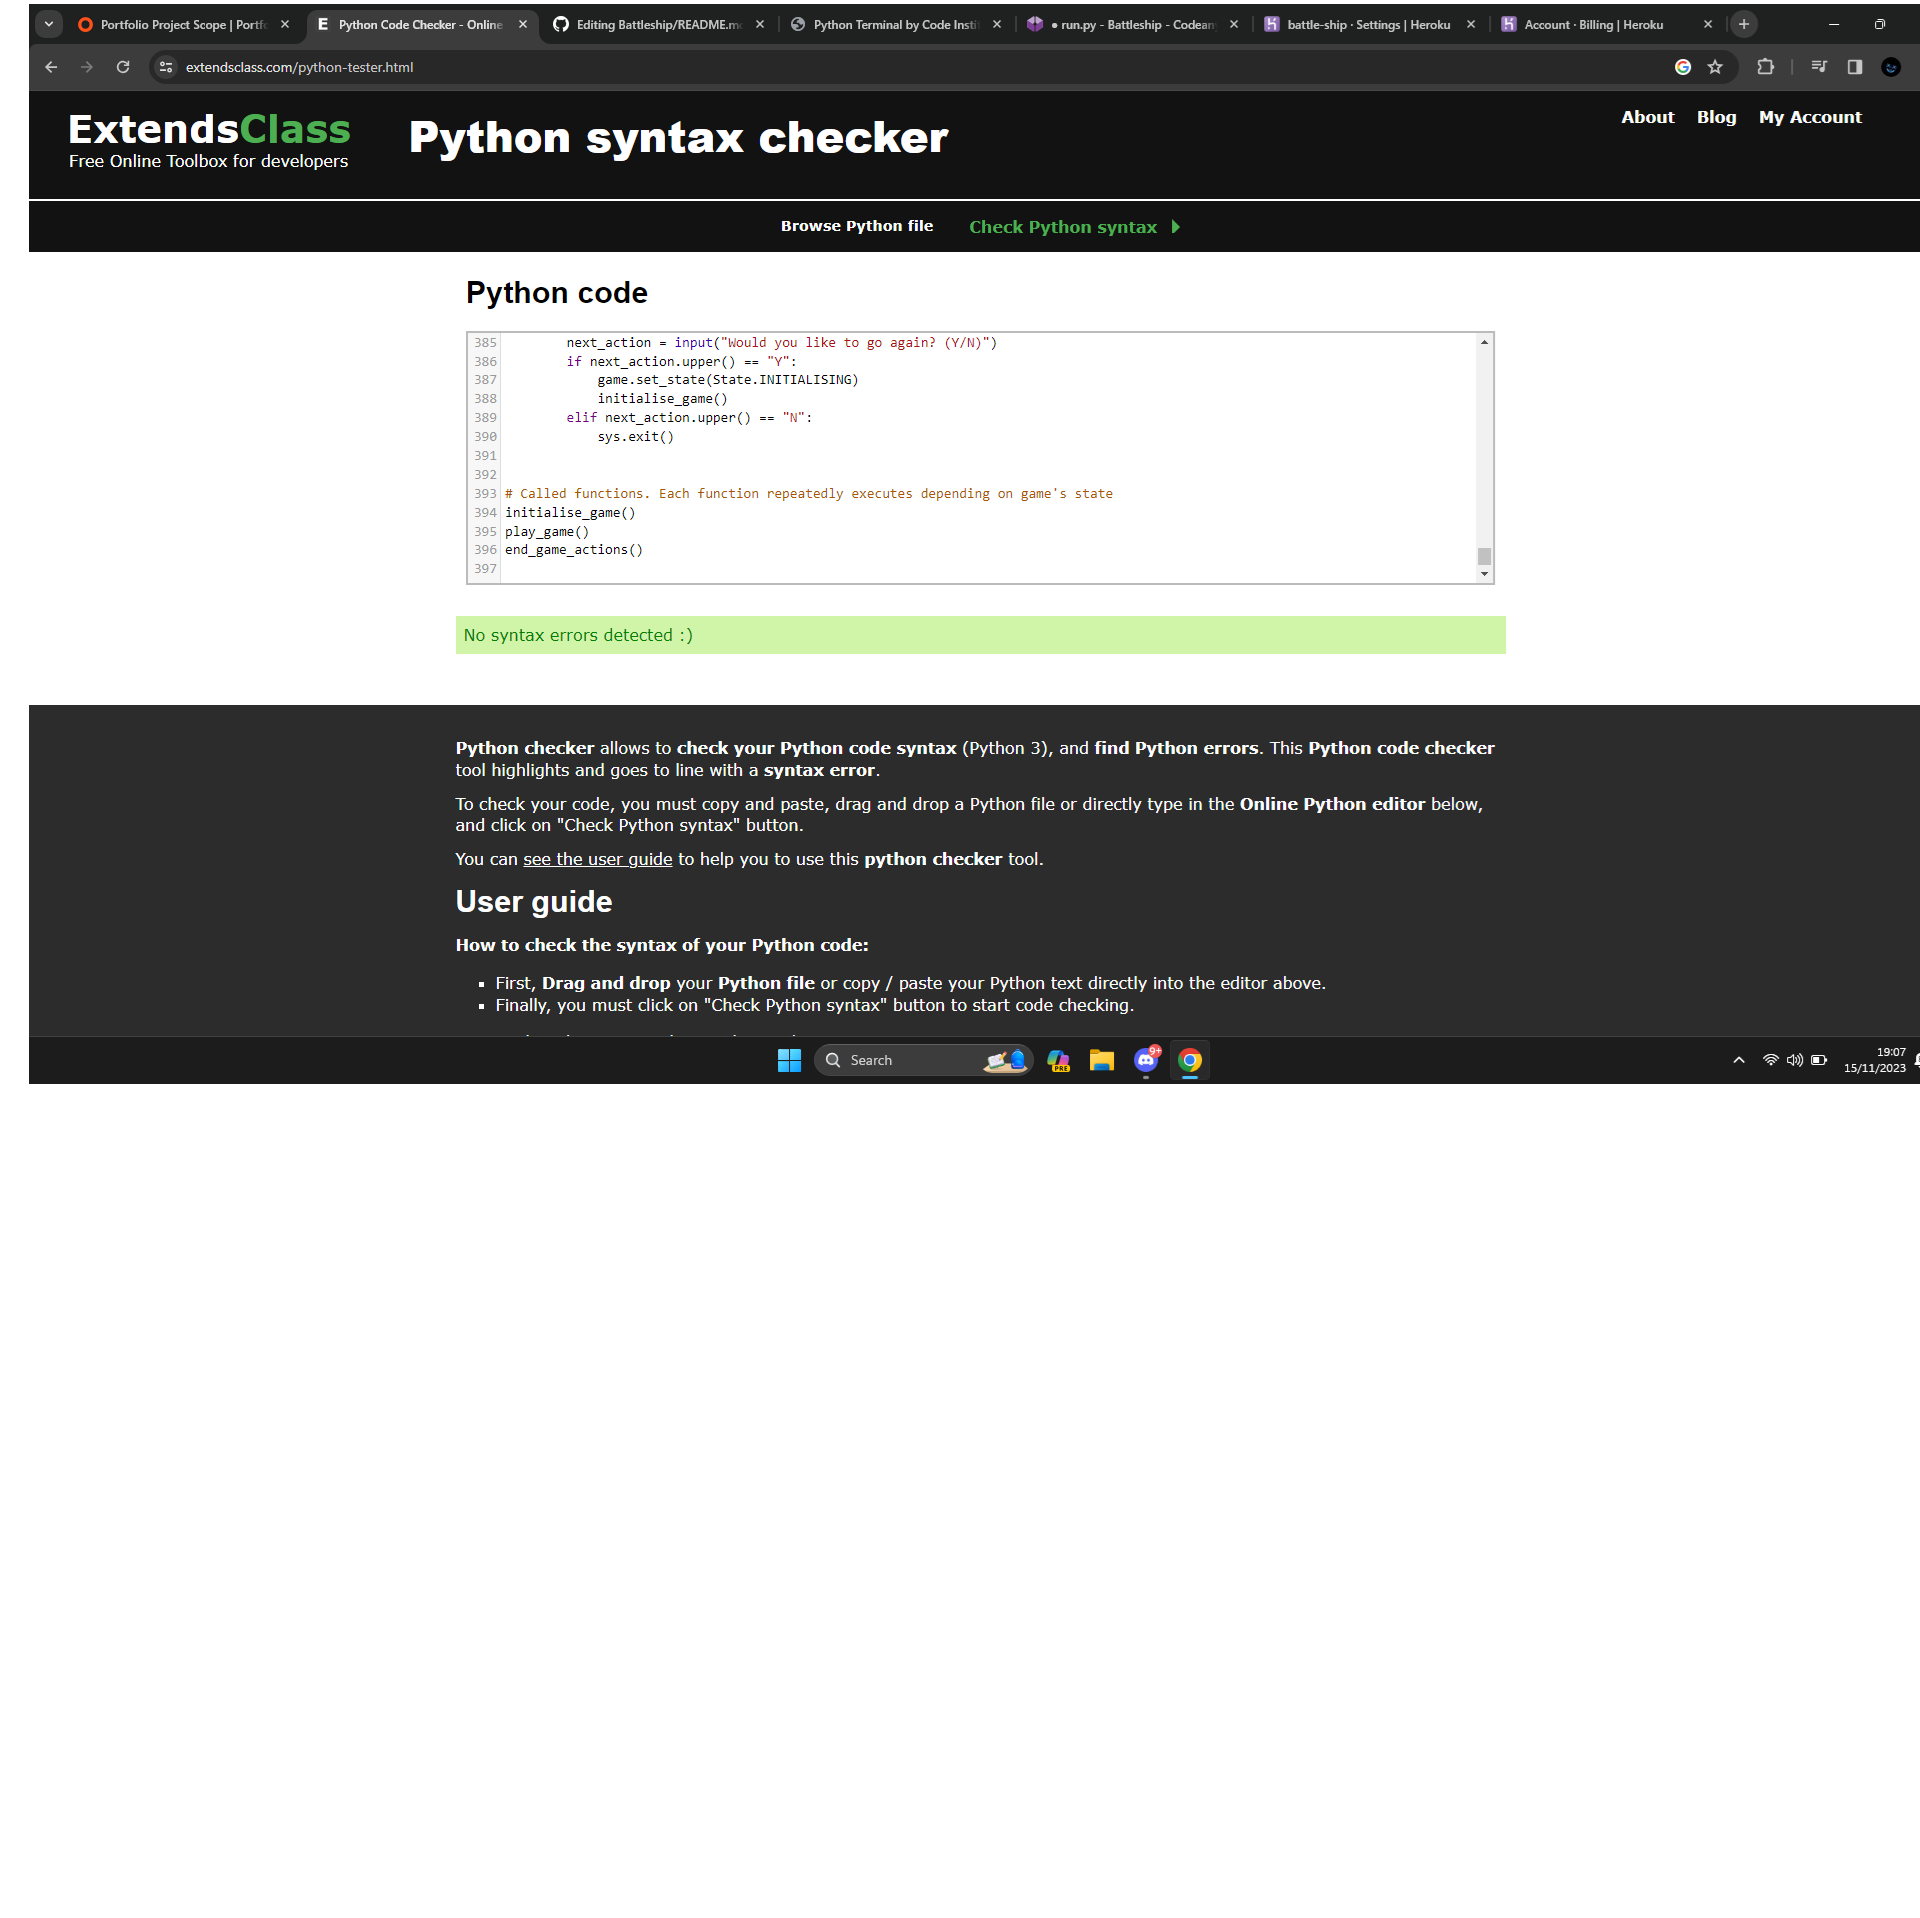 Portfolio Project Scope | Portfo
Python Code Checker - Online
Editing Battleship/README.m
Python Terminal by Code Insti
run.py - Battleship - Codean
battle-ship · Settings | Heroku
Account · Billing | Heroku
extendsclass.com/python-tester.html
ExtendsClass
Free Online Toolbox for developers
Python syntax checker
About Blog My Account
Browse Python file Check Python syntax
Python code
385 next_action = input("Would you like to go again? (Y/N)")
386 if next_action.upper() == "Y":
387 game.set_state(State.INITIALISING)
388 initialise_game()
389 elif next_action.upper() == "N":
390 sys.exit()
391
392
393 # Called functions. Each function repeatedly executes depending on game's state
394 initialise_game()
395 play_game()
396 end_game_actions()
397
No syntax errors detected :)
Python checker allows to check your Python code syntax (Python 3), and find Python errors. This Python code checker
tool highlights and goes to line with a syntax error.
To check your code, you must copy and paste, drag and drop a Python file or directly type in the Online Python editor below,
and click on "Check Python syntax" button.
You can see the user guide to help you to use this python checker tool.
User guide
How to check the syntax of your Python code:
First, Drag and drop your Python file or copy / paste your Python text directly into the editor above.
Finally, you must click on "Check Python syntax" button to start code checking.
Search
PRE
9+
19:07
15/11/2023